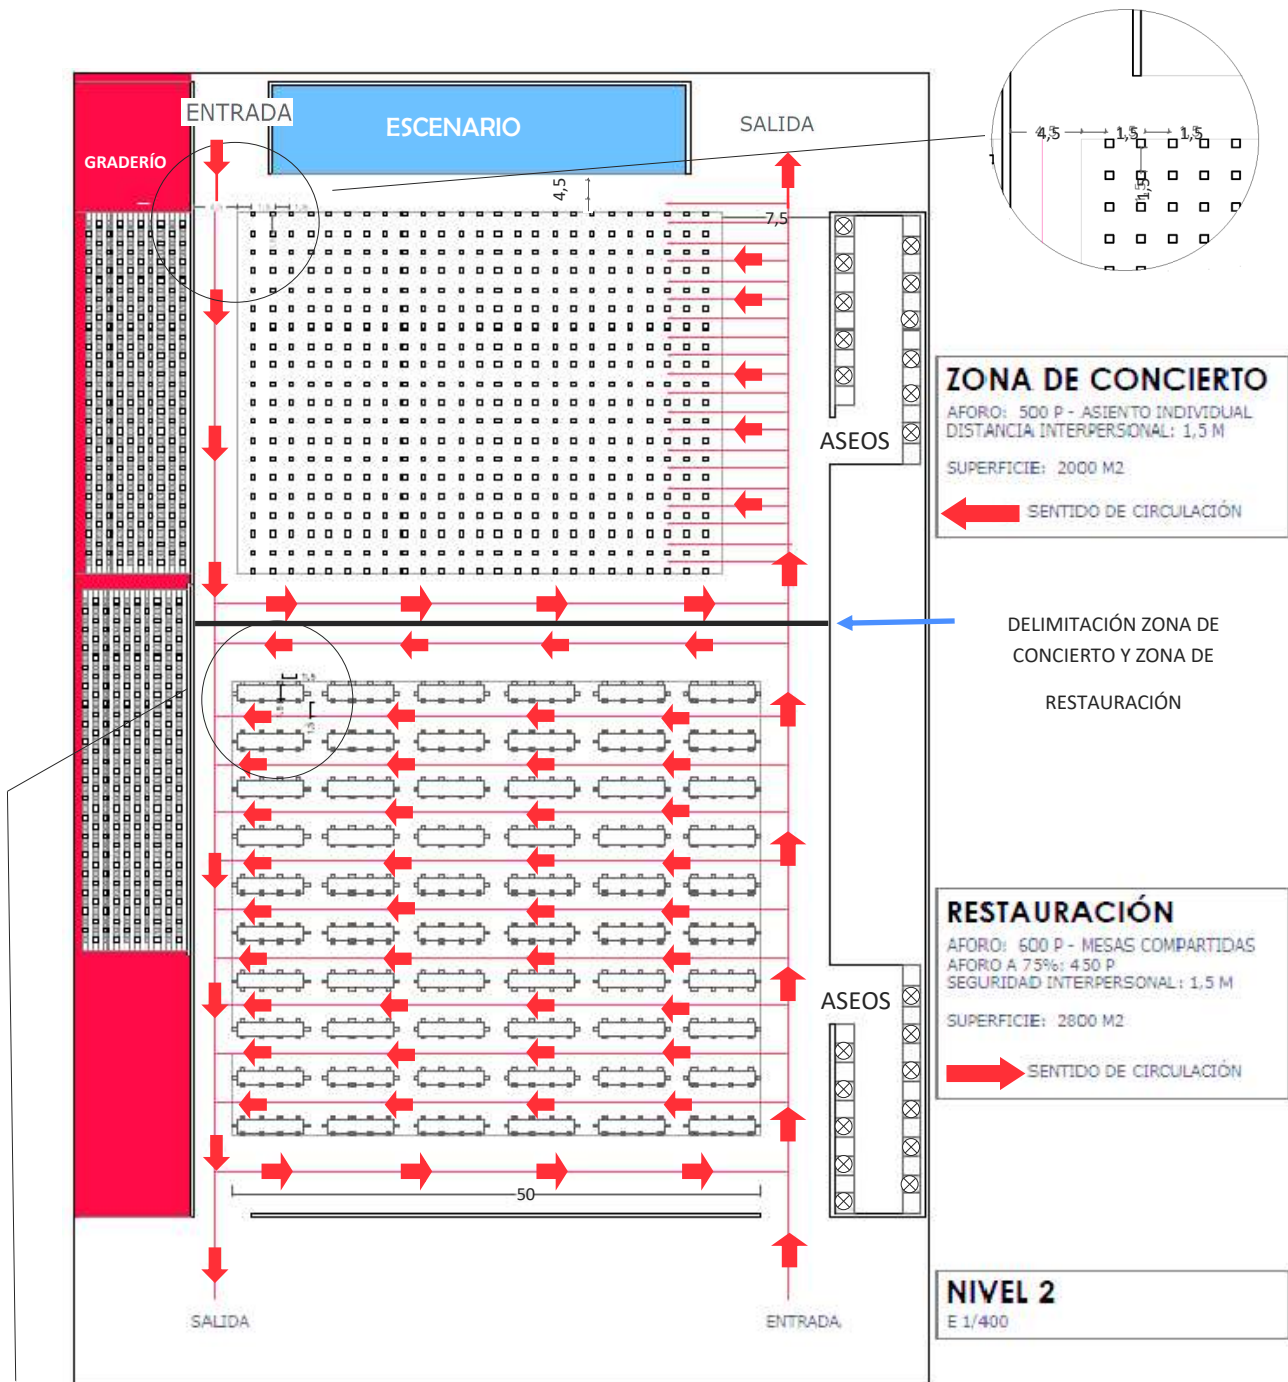 ENTRADA
ESCENARIO
SALIDA
GRADERÍO
4,5
7,5
4,5
1,5
1,5
1,5
ASEOS
ZONA DE CONCIERTO
AFORO: 500 P - ASIENTO INDIVIDUAL
DISTANCIA INTERPERSONAL: 1,5 M
SUPERFICIE: 2000 M2
SENTIDO DE CIRCULACIÓN
DELIMITACIÓN ZONA DE
CONCIERTO Y ZONA DE
RESTAURACIÓN
RESTAURACIÓN
AFORO: 600 P - MESAS COMPARTIDAS
AFORO A 75%: 450 P
SEGURIDAD INTERPERSONAL: 1,5 M
SUPERFICIE: 2800 M2
SENTIDO DE CIRCULACIÓN
ASEOS
50
SALIDA
ENTRADA
NIVEL 2
E 1/400